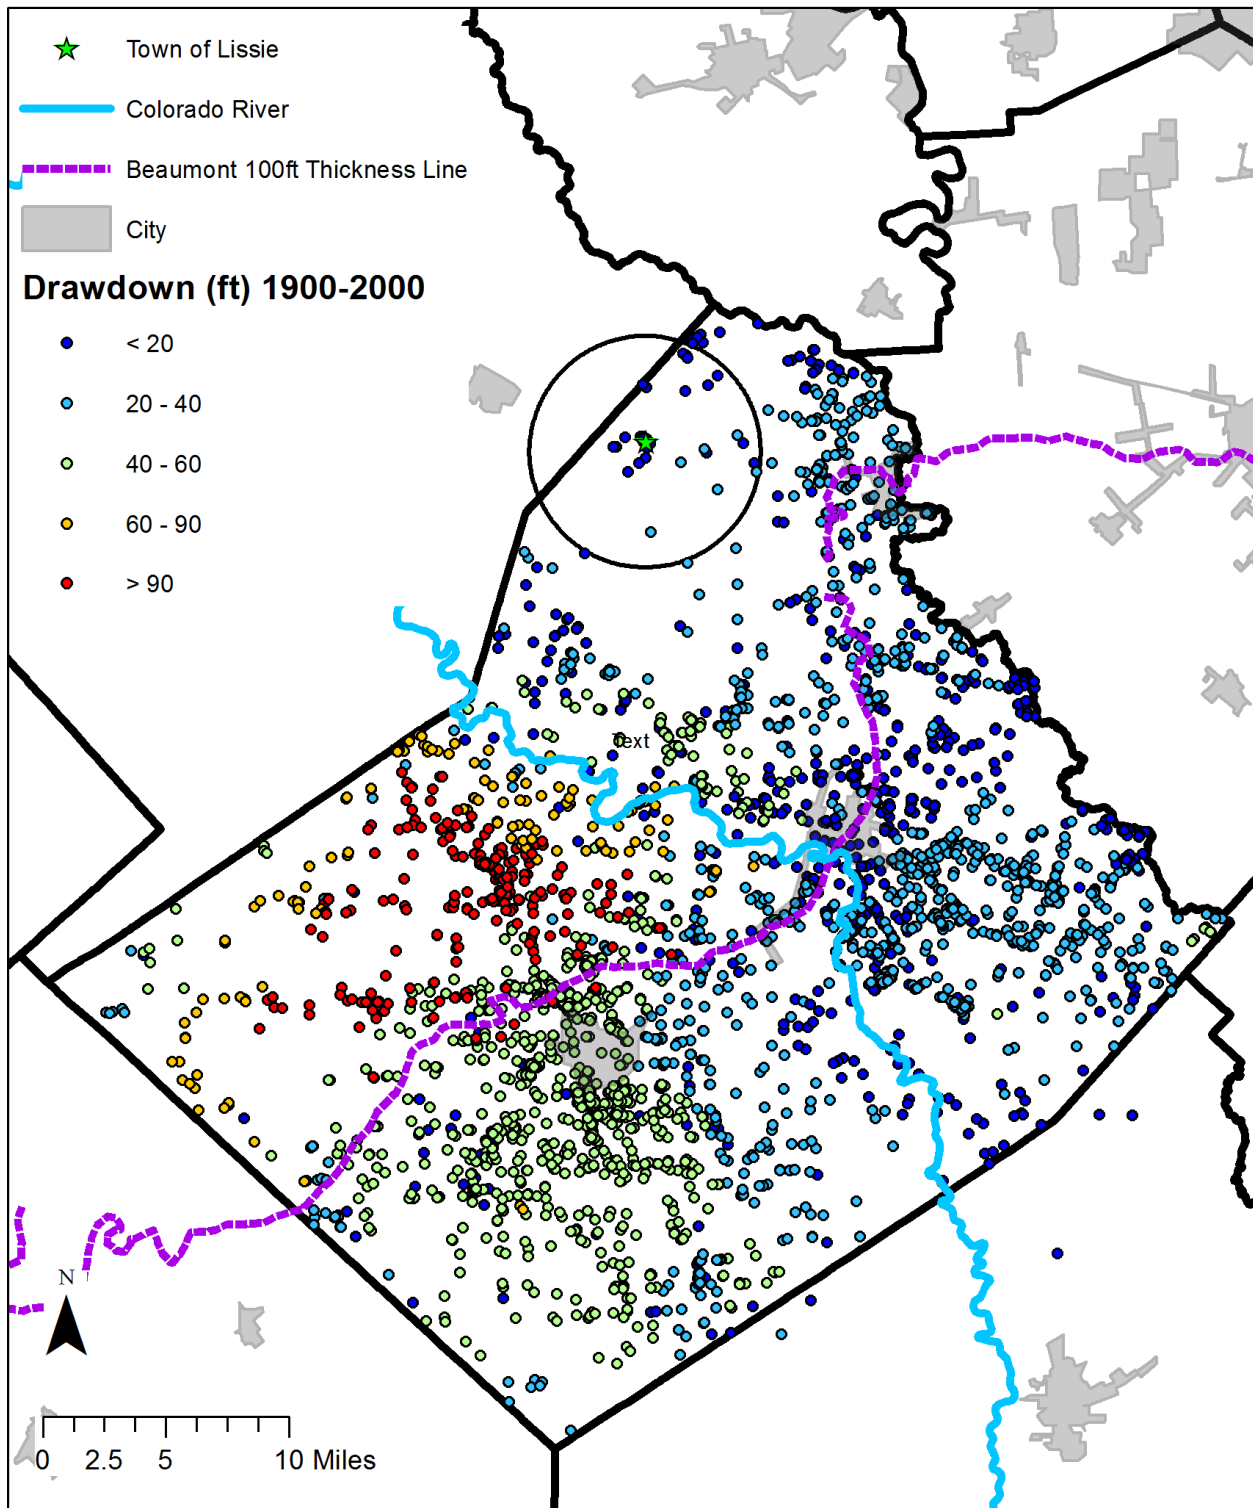 Town of Lissie
Colorado River
Beaumont 100ft Thickness Line
City
Drawdown (ft) 1900-2000
< 20
20 - 40
40 - 60
60 - 90
> 90
Text
N
0 2.5 5 10 Miles